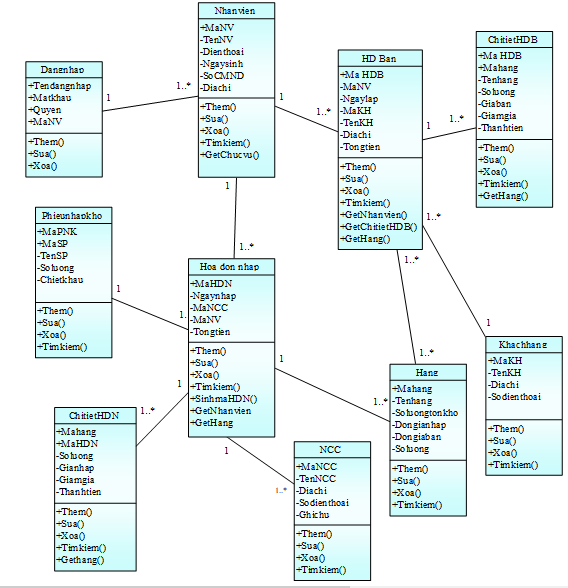 Nhanvien
+MaNV
-TenNV
-Dienthoai
-Ngaysinh
-SoCMND
-Diachi
+Them()
+Sua()
+Xoa()
+Timkiem()
+GetChucvu()
Dangnhap
+Tendangnhap
+Matkhau
+Quyen
+MaNV
+Them()
+Sua()
+Xoa()
HD Ban
+Ma HDB
-MaNV
-Ngaylap
-MaKH
-TenKH
-Diachi
-Tongtien
+Them()
+Sua()
+Xoa()
+Timkiem()
+GetNhanvien()
+GetChitietHDB()
+GetHang()
ChitietHDB
+Ma HDB
+Mahang
-Tenhang
-Soluong
-Giaban
-Giamgia
-Thanhtien
+Them()
+Sua()
+Xoa()
+Timkiem()
+GetHang()
Phieunhaokho
+MaPNK
+MaSP
-TenSP
-Soluong
-Chietkhau
+Them()
+Sua()
+Xoa()
+Timkiem()
Hoa don nhap
+MaHDN
-Ngaynhap
-MaNCC
-MaNV
-Tongtien
+Them()
+Sua()
+Xoa()
+Timkiem()
+SinhmaHDN()
+GetNhanvien
+GetHang
Khachhang
+MaKH
-TenKH
-Diachi
-Sodienthoai
+Them()
+Sua()
+Xoa()
+Timkiem()
Hang
+Mahang
-Tenhang
-Soluongtonkho
-Dongianhap
-Dongiaban
-Soluong
+Them()
+Sua()
+Xoa()
+Timkiem()
ChitietHDN
+Mahang
+MaHDN
-Soluong
-Gianhap
-Giamgia
-Thanhtien
+Them()
+Sua()
+Xoa()
+Timkiem()
+Gethang()
NCC
+MaNCC
-TenNCC
-Diachi
-Sodienthoai
-Ghichu
+Them()
+Sua()
+Xoa()
+Timkiem()
1
1..*
1
1..*
1
1..*
1
1..*
1
1..
1..*
1
1..*
1..*
1
1..*
1
1..*
1
1..*